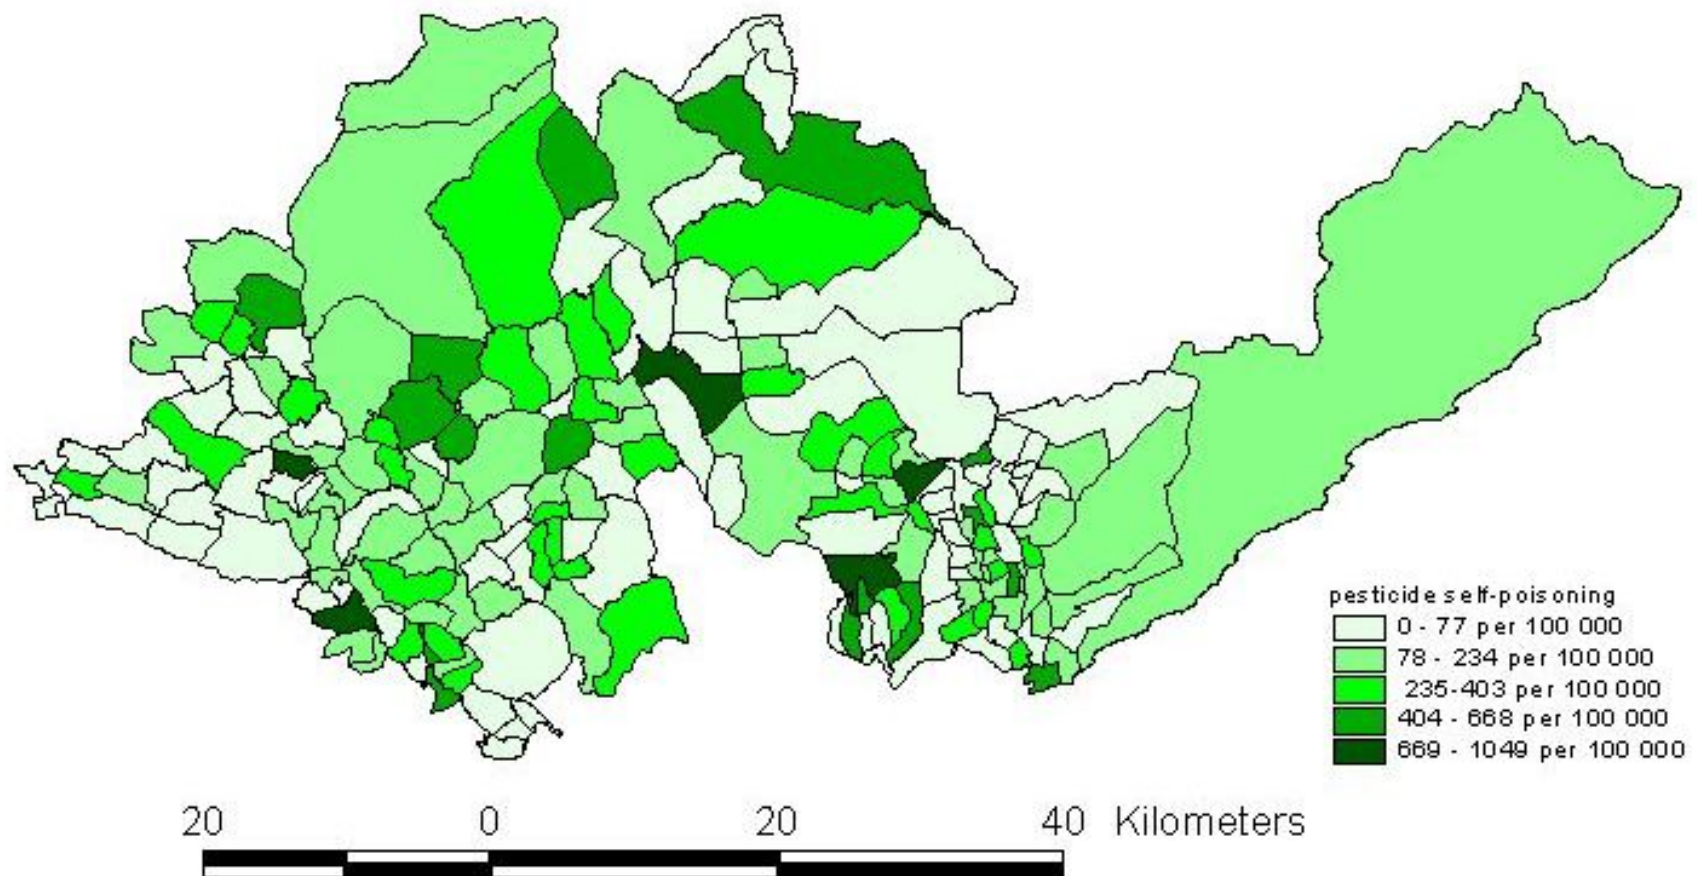 pesticide self-poisoning
0 - 77 per 100 000
78 - 234 per 100 000
235-403 per 100 000
404 - 668 per 100 000
669 - 1049 per 100 000
20 0 20 40 Kilometers